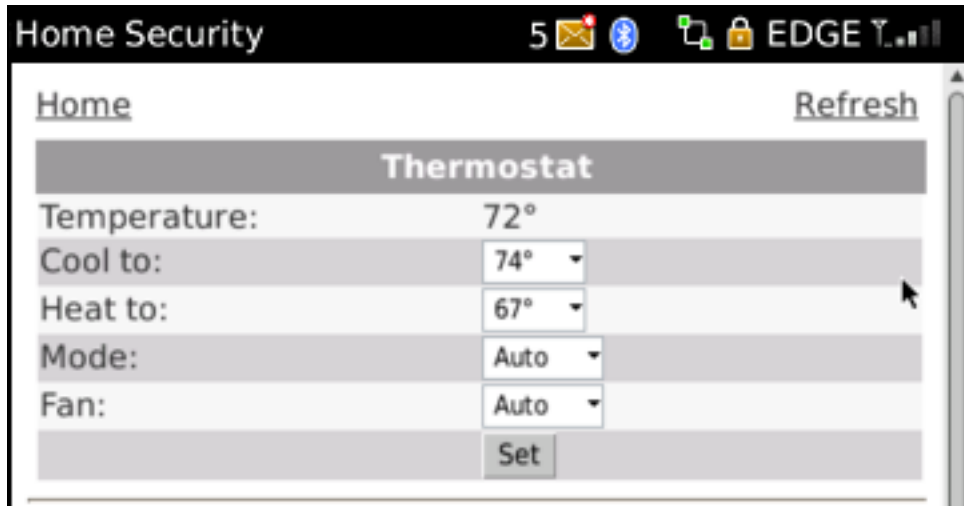 Home Security 5 EDGE
Home Refresh
Thermostat
Temperature: 72°
Cool to: 74°
Heat to: 67°
Mode: Auto
Fan: Auto
Set